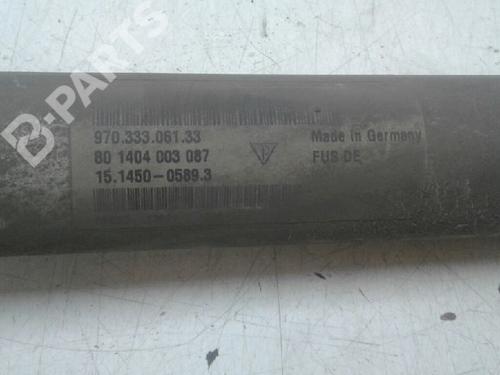 B-PARTS
970.333.061.33
80 1404 003 087
15.1450-0589.3
Made in Germany
FUS DE